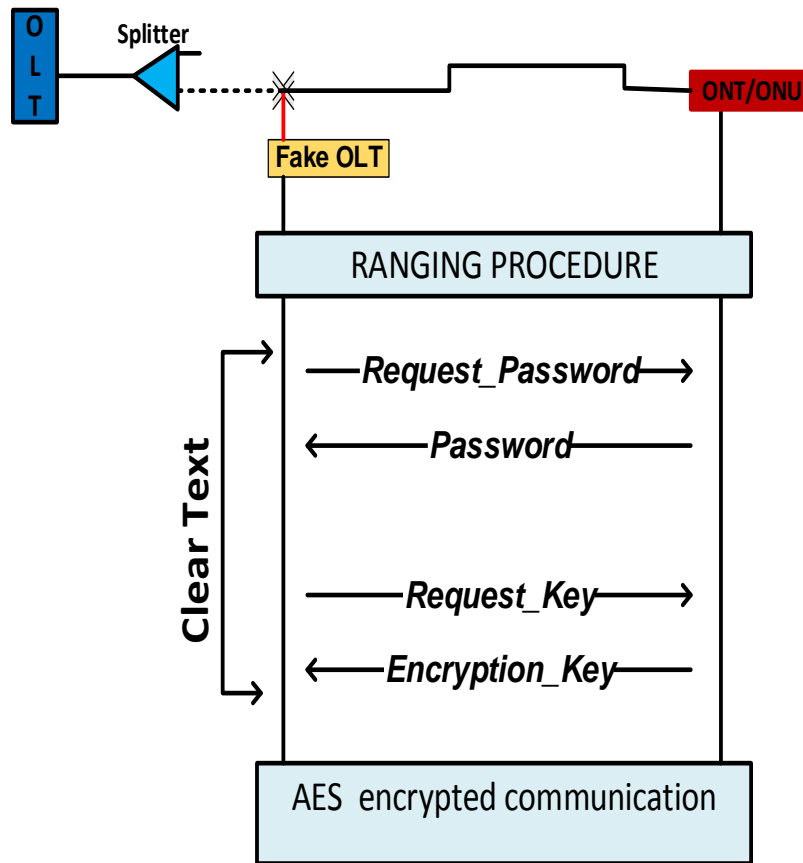 O
L
T
Splitter
ONT/ONU
Fake OLT
RANGING PROCEDURE
Clear Text
Request_Password
Password
Request_Key
Encryption_Key
AES encrypted communication